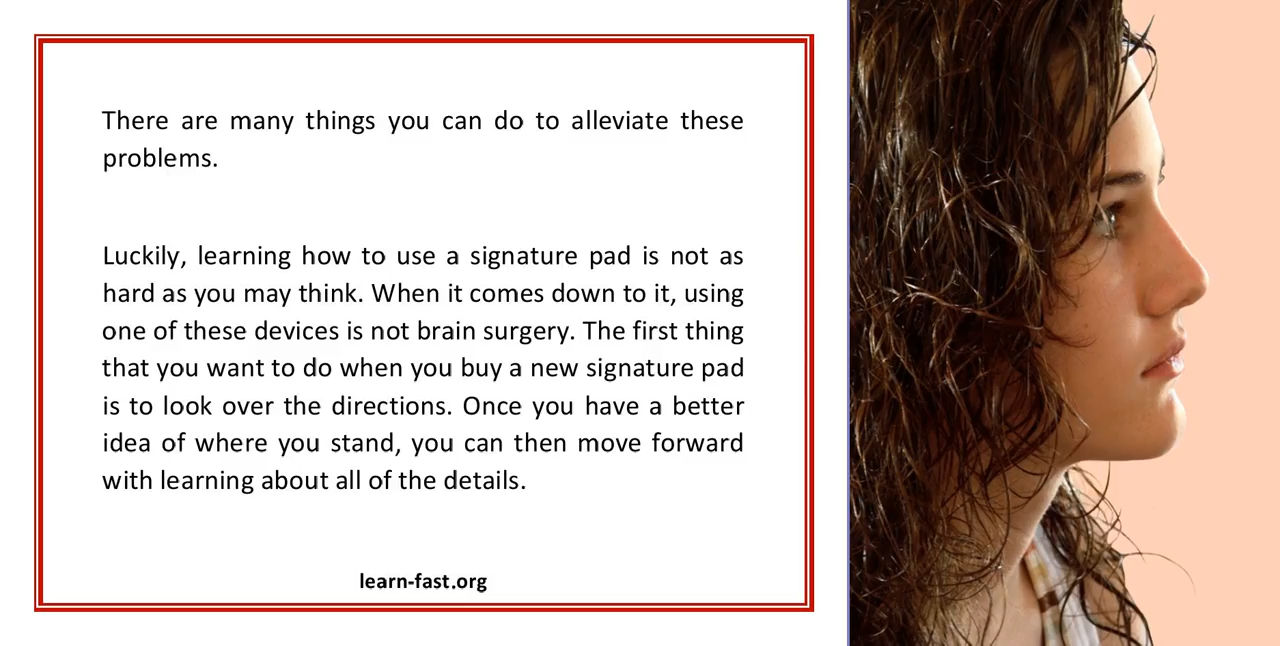 There are many things you can do to alleviate these
problems.
Luckily, learning how to use a signature pad is not as
hard as you may think. When it comes down to it, using
one of these devices is not brain surgery. The first thing
that you want to do when you buy a new signature pad
is to look over the directions. Once you have a better
idea of where you stand, you can then move forward
with learning about all of the details.
learn-fast.org